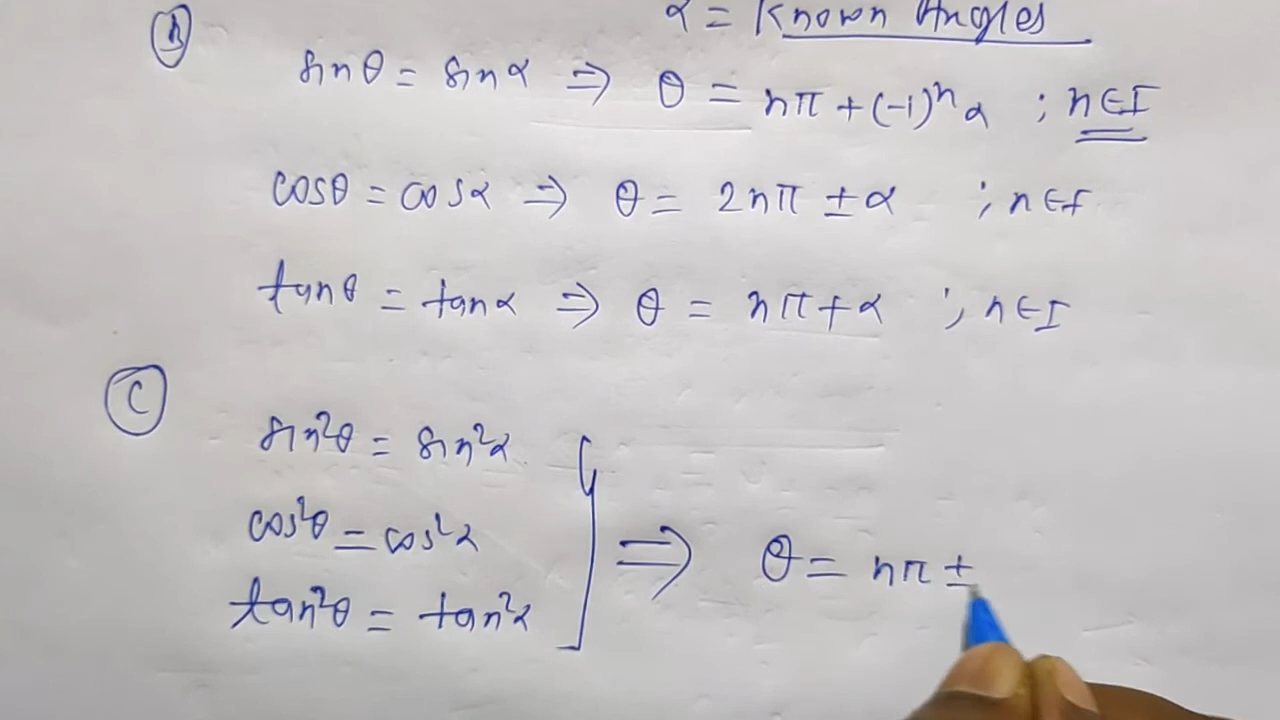 α = Known Angles
(B) sinθ = sinα ⇒ θ = nπ + (-1)ⁿα ; n∈I
cosθ = cosα ⇒ θ = 2nπ ± α ; n∈I
tanθ = tanα ⇒ θ = nπ + α ; n∈I
(C)
sin²θ = sin²α
cos²θ = cos²α
tan²θ = tan²α
⇒ θ = nπ ±